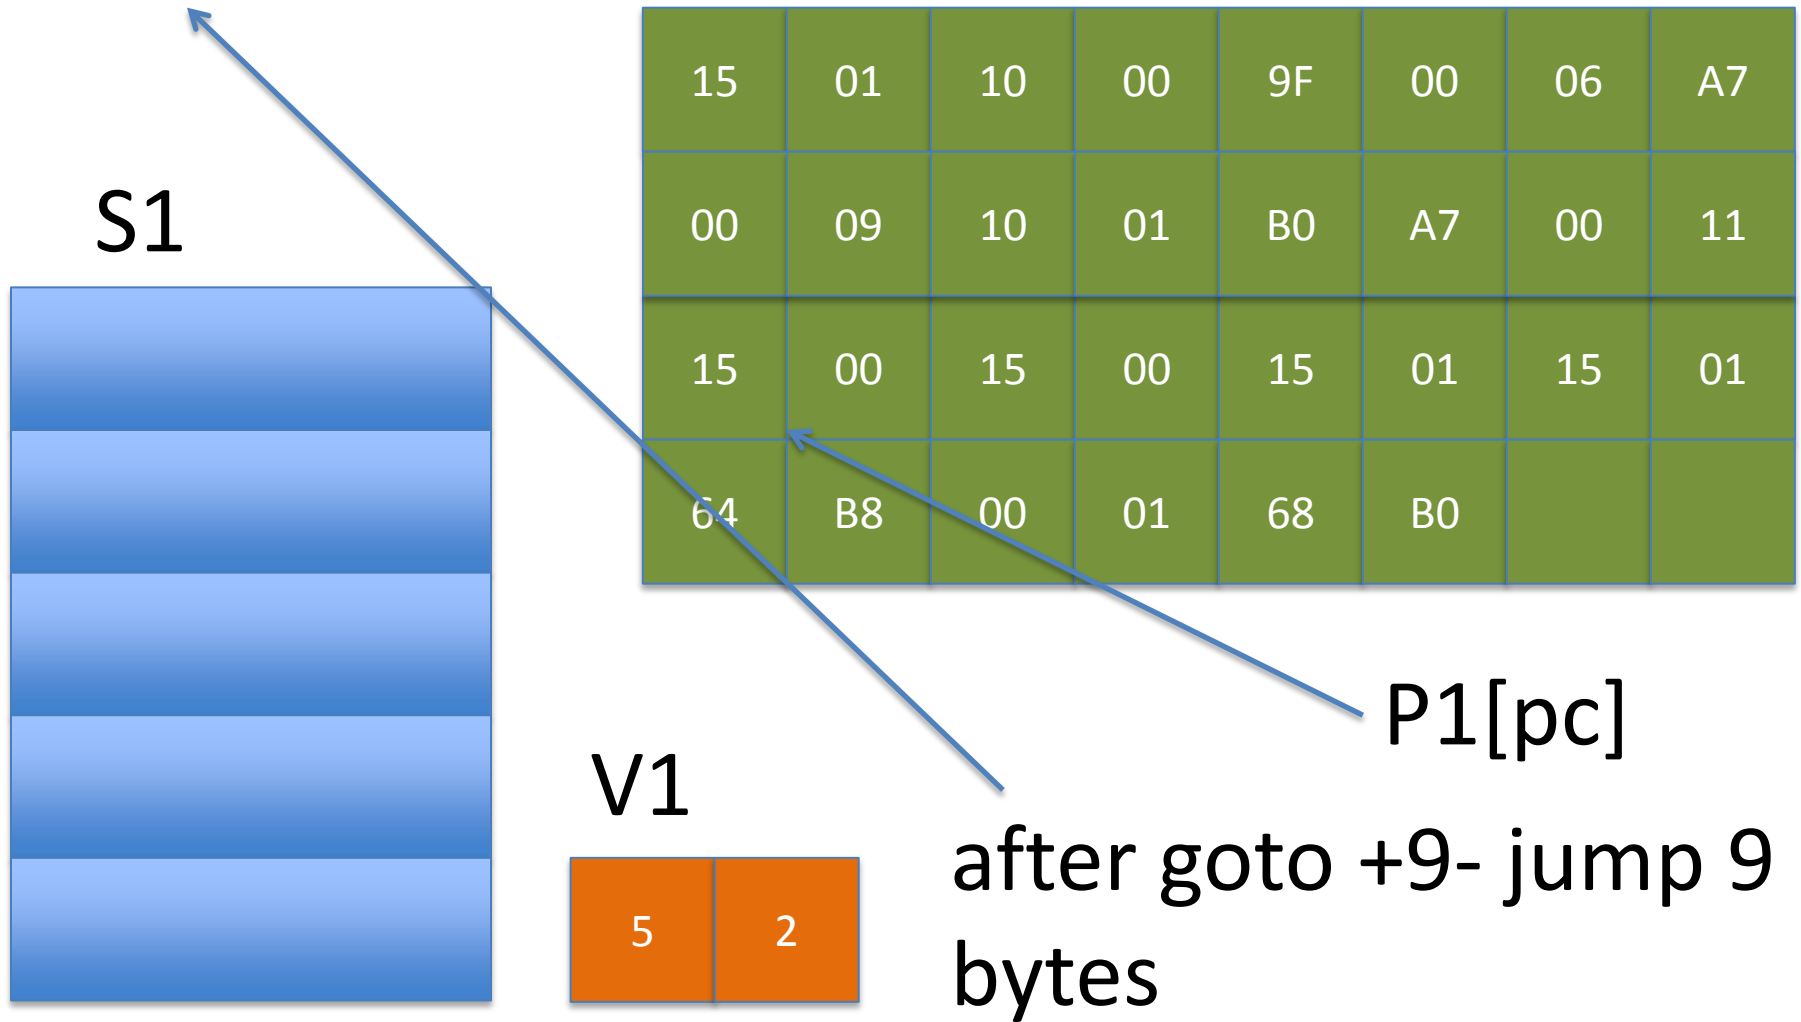 15 01 10 00 9F 00 06 A7
S1
00 09 10 01 B0 A7 00 11
15 00 15 00 15 01 15 01
64 B8 00 01 68 B0
P1[pc]
V1
5 2
after goto +9- jump 9
bytes